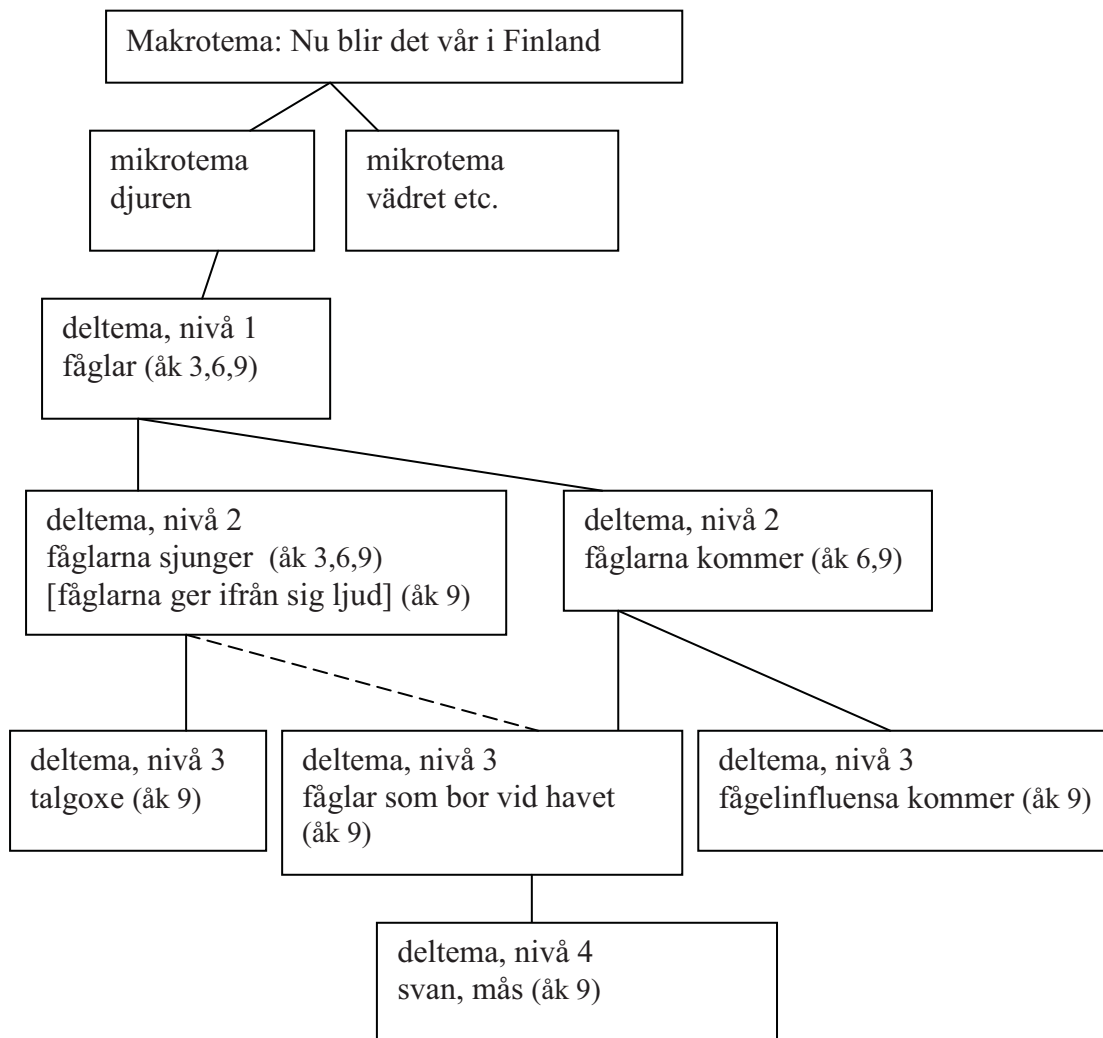 Makrotema: Nu blir det vår i Finland
mikrotema
djuren
mikrotema
vädret etc.
deltema, nivå 1
fåglar (åk 3,6,9)
deltema, nivå 2
fåglarna sjunger (åk 3,6,9)
[fåglarna ger ifrån sig ljud] (åk 9)
deltema, nivå 2
fåglarna kommer (åk 6,9)
deltema, nivå 3
talgoxe (åk 9)
deltema, nivå 3
fåglar som bor vid havet
(åk 9)
deltema, nivå 3
fågelinfluensa kommer (åk 9)
deltema, nivå 4
svan, mås (åk 9)